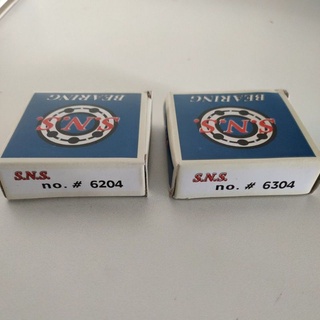 BEARING
S.N.S
S.N.S.
no. # 6204
BEARING
S.N.S
S.N.S.
no. # 6304